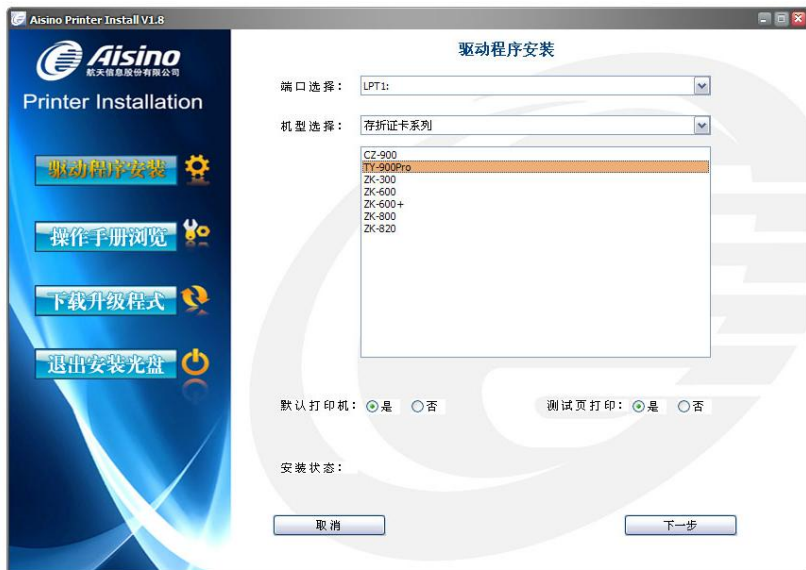 Aisino Printer Install V1.8
Aisino
航天信息股份有限公司
Printer Installation
驱动程序安装
操作手册浏览
下载升级程式
退出安装光盘
驱动程序安装
端口选择: LPT1:
机型选择: 存折证卡系列
CZ-900
TY-900Pro
ZK-300
ZK-600
ZK-600+
ZK-800
ZK-820
默认打印机: 是 否 测试页打印: 是 否
安装状态:
取消 下一步